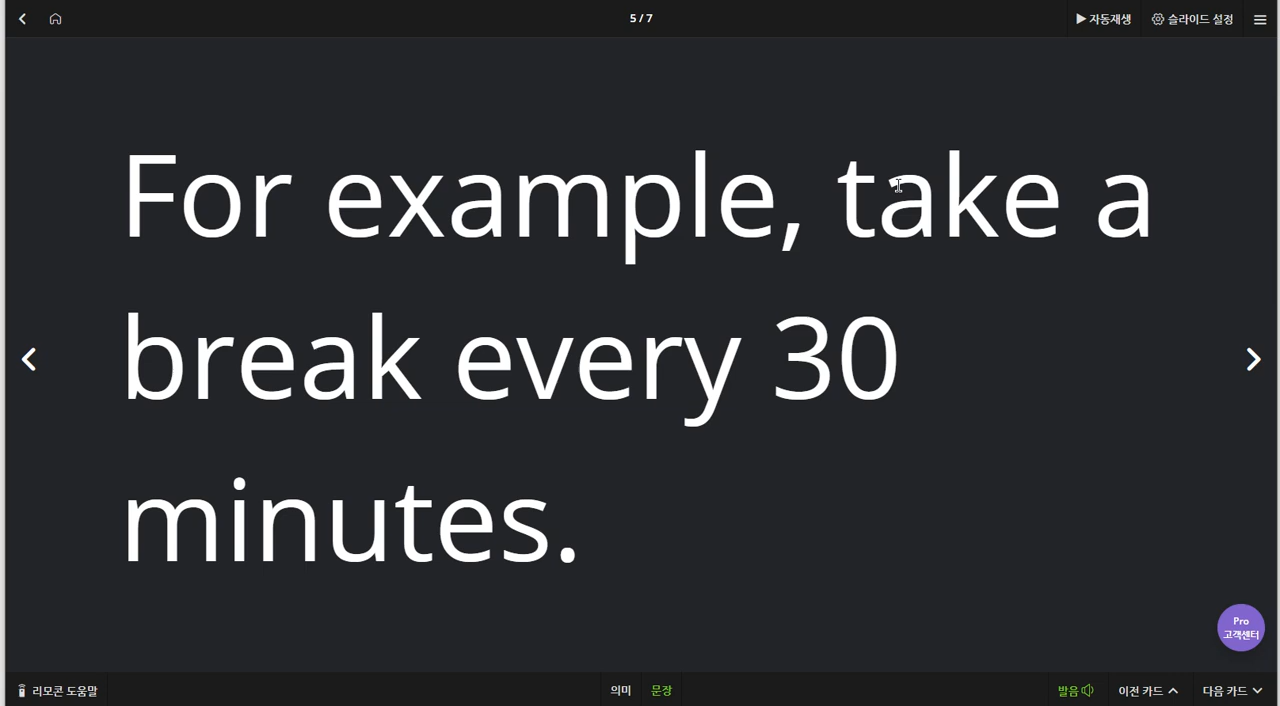 5 / 7
자동재생
슬라이드 설정
For example, take a
break every 30
minutes.
Pro
고객센터
리모콘 도움말
의미
문장
발음
이전 카드
다음 카드